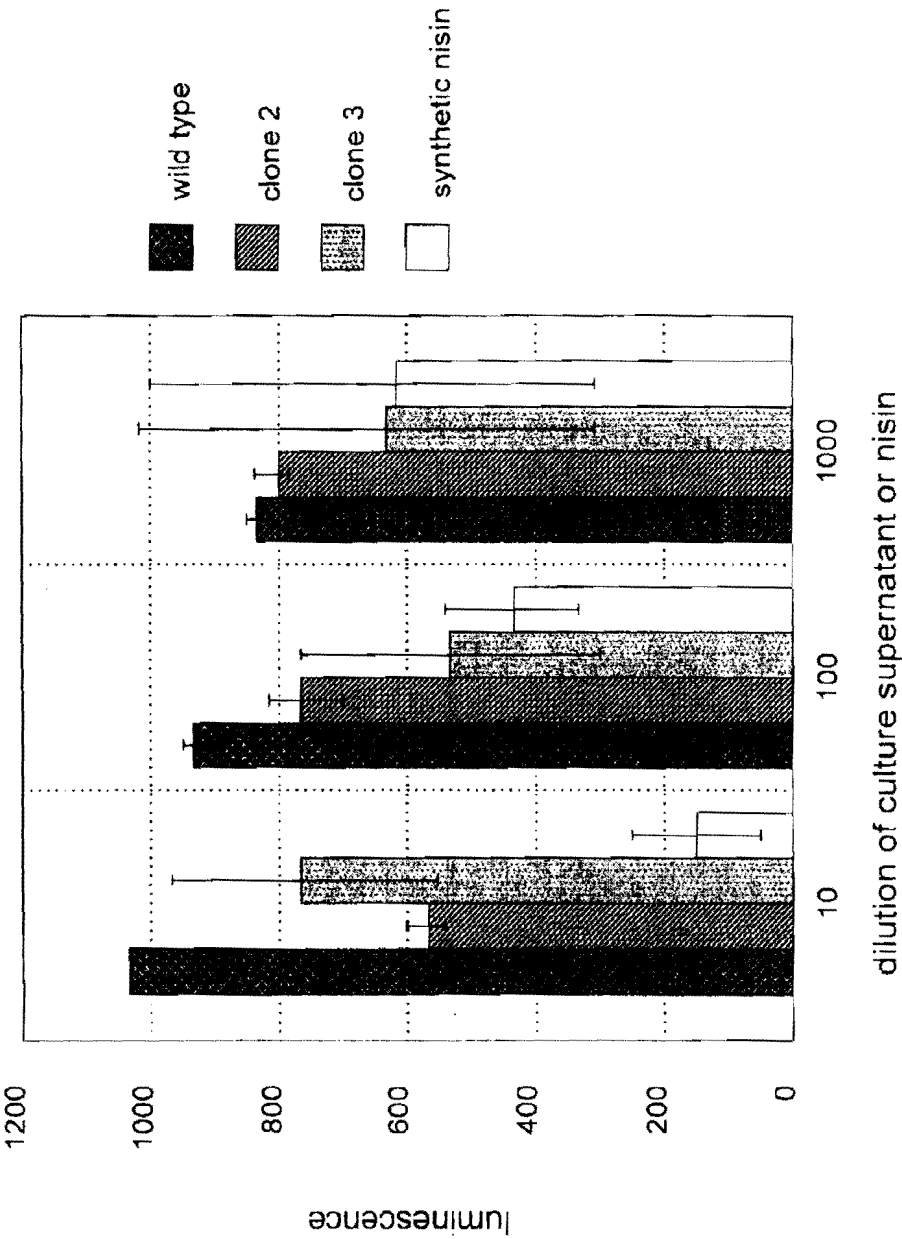 wild type
clone 2
clone 3
synthetic nisin
1200
1000
800
600
400
200
0
luminescence
10
100
1000
dilution of culture supernatant or nisin